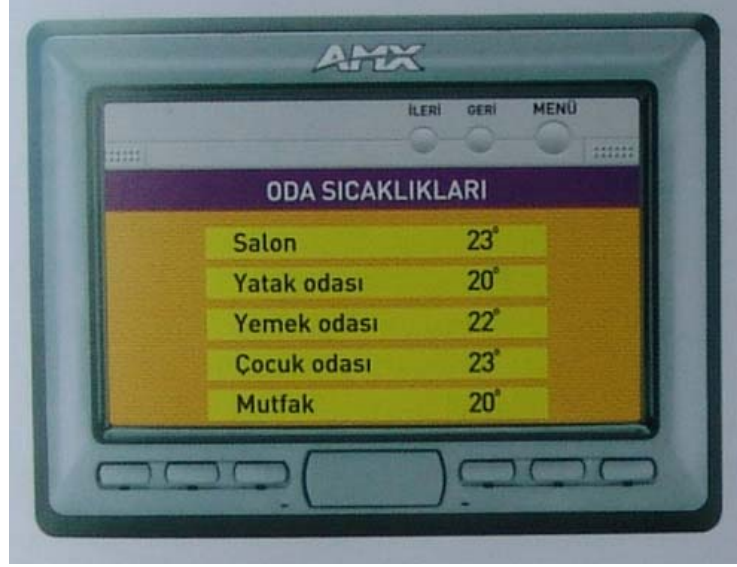 AMX
İLERİ GERİ MENÜ
ODA SICAKLIKLARI
Salon 23°
Yatak odası 20°
Yemek odası 22°
Çocuk odası 23°
Mutfak 20°